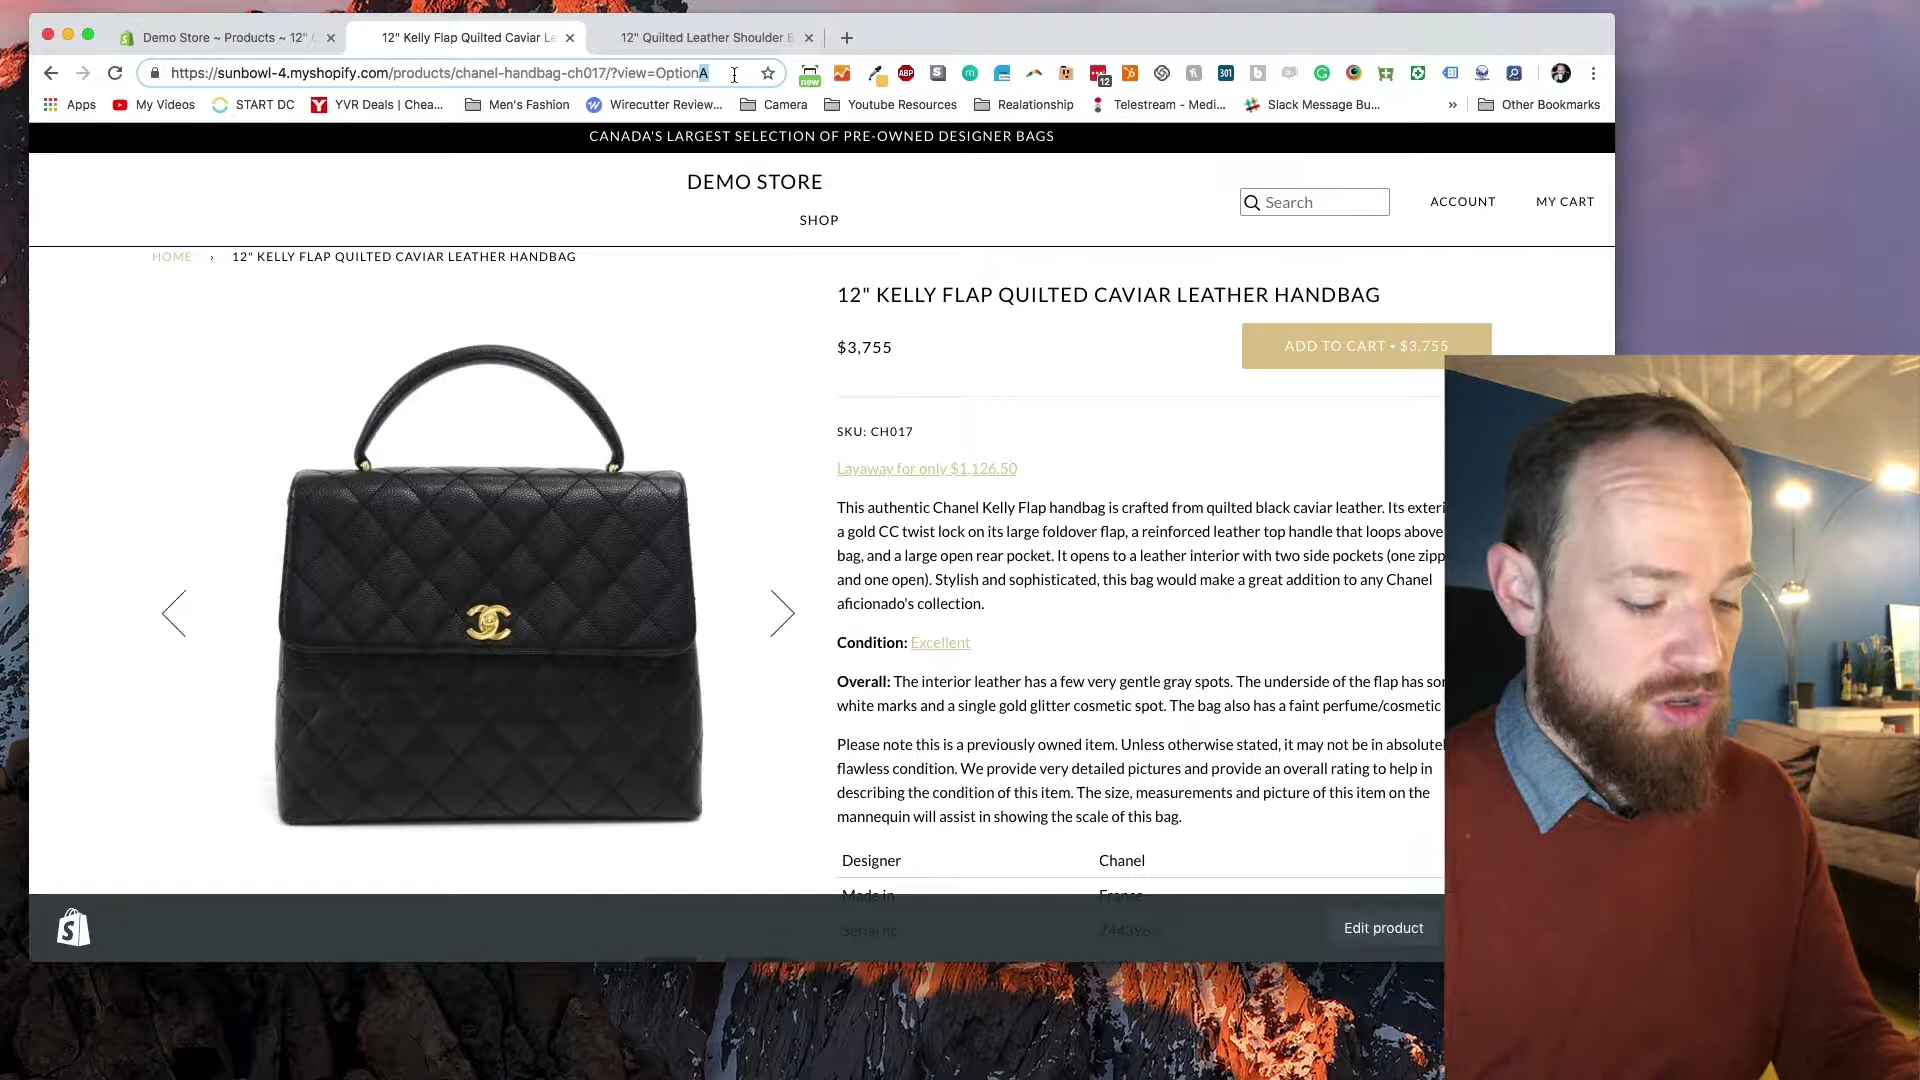 Demo Store ~ Products ~ 12"
12" Kelly Flap Quilted Caviar Le
12" Quilted Leather Shoulder B
https://sunbowl-4.myshopify.com/products/chanel-handbag-ch017/?view=OptionA
new
ABP
12
301
Apps
My Videos
START DC
YVR Deals | Chea...
Men's Fashion
Wirecutter Review...
Camera
Youtube Resources
Realationship
Telestream - Medi...
Slack Message Bu...
»
Other Bookmarks
CANADA'S LARGEST SELECTION OF PRE-OWNED DESIGNER BAGS
DEMO STORE
SHOP
Search
ACCOUNT
MY CART
HOME › 12" KELLY FLAP QUILTED CAVIAR LEATHER HANDBAG
12" KELLY FLAP QUILTED CAVIAR LEATHER HANDBAG
$3,755
ADD TO CART • $3,755
SKU: CH017
Layaway for only $1,126.50
This authentic Chanel Kelly Flap handbag is crafted from quilted black caviar leather. Its exteri
a gold CC twist lock on its large foldover flap, a reinforced leather top handle that loops above
bag, and a large open rear pocket. It opens to a leather interior with two side pockets (one zipp
and one open). Stylish and sophisticated, this bag would make a great addition to any Chanel
aficionado's collection.
Condition: Excellent
Overall: The interior leather has a few very gentle gray spots. The underside of the flap has so
white marks and a single gold glitter cosmetic spot. The bag also has a faint perfume/cosmetic
Please note this is a previously owned item. Unless otherwise stated, it may not be in absolutel
flawless condition. We provide very detailed pictures and provide an overall rating to help in
describing the condition of this item. The size, measurements and picture of this item on the
mannequin will assist in showing the scale of this bag.
Designer Chanel
Made in France
Serial nc
Edit product